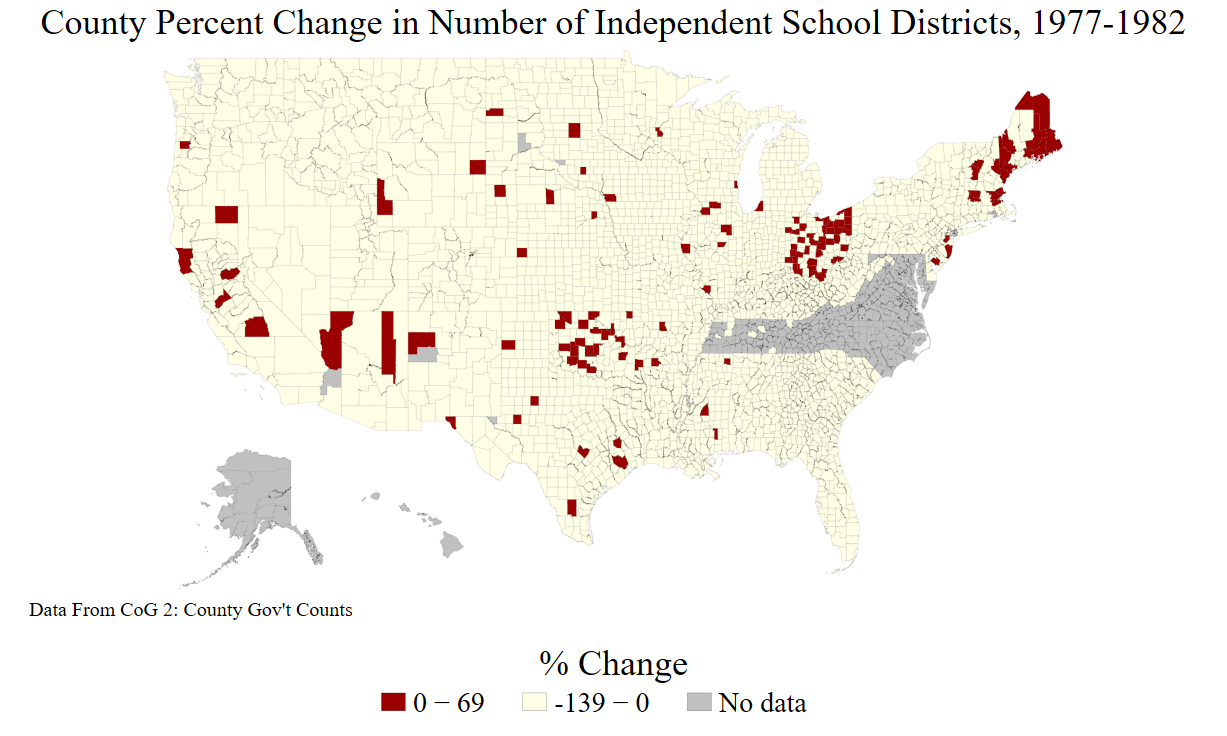 County Percent Change in Number of Independent School Districts, 1977-1982
Data From CoG 2: County Gov't Counts
% Change
0 − 69 -139 − 0 No data